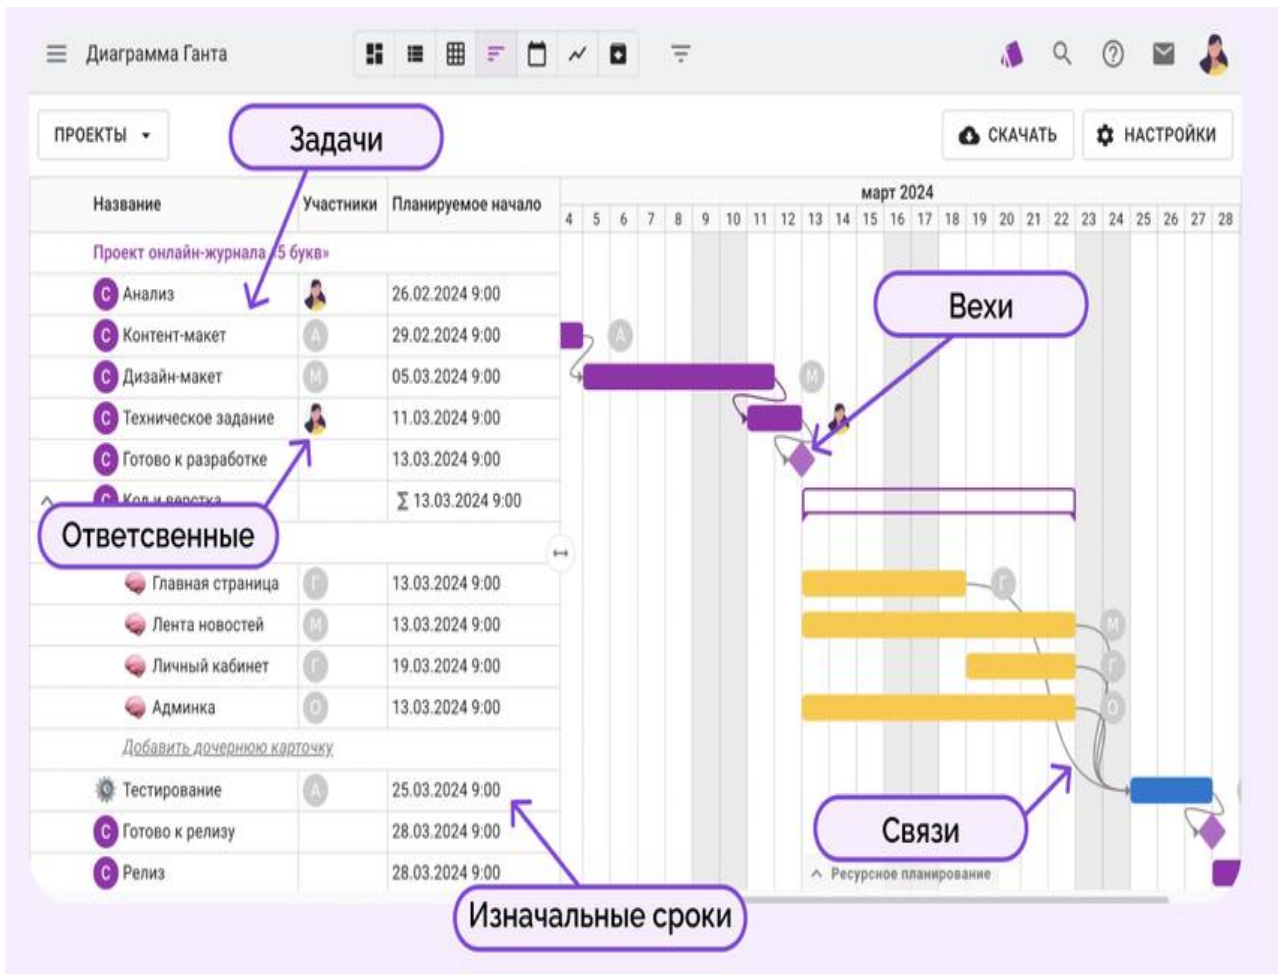 Диаграмма Ганта
ПРОЕКТЫ
Задачи
СКАЧАТЬ
НАСТРОЙКИ
Название Участники Планируемое начало
март 2024
4 5 6 7 8 9 10 11 12 13 14 15 16 17 18 19 20 21 22 23 24 25 26 27 28
Проект онлайн-журнала «5 букв»
С Анализ 26.02.2024 9:00
Вехи
С Контент-макет А 29.02.2024 9:00 А
С Дизайн-макет М 05.03.2024 9:00 М
С Техническое задание 11.03.2024 9:00
С Готово к разработке 13.03.2024 9:00
С Код и верстка Σ 13.03.2024 9:00
Ответсвенные
Главная страница Г 13.03.2024 9:00 Г
Лента новостей М 13.03.2024 9:00 М
Личный кабинет Г 19.03.2024 9:00 Г
Админка О 13.03.2024 9:00 О
Добавить дочернюю карточку
Тестирование А 25.03.2024 9:00
С Готово к релизу 28.03.2024 9:00
Связи
С Релиз 28.03.2024 9:00
Ресурсное планирование
Изначальные сроки